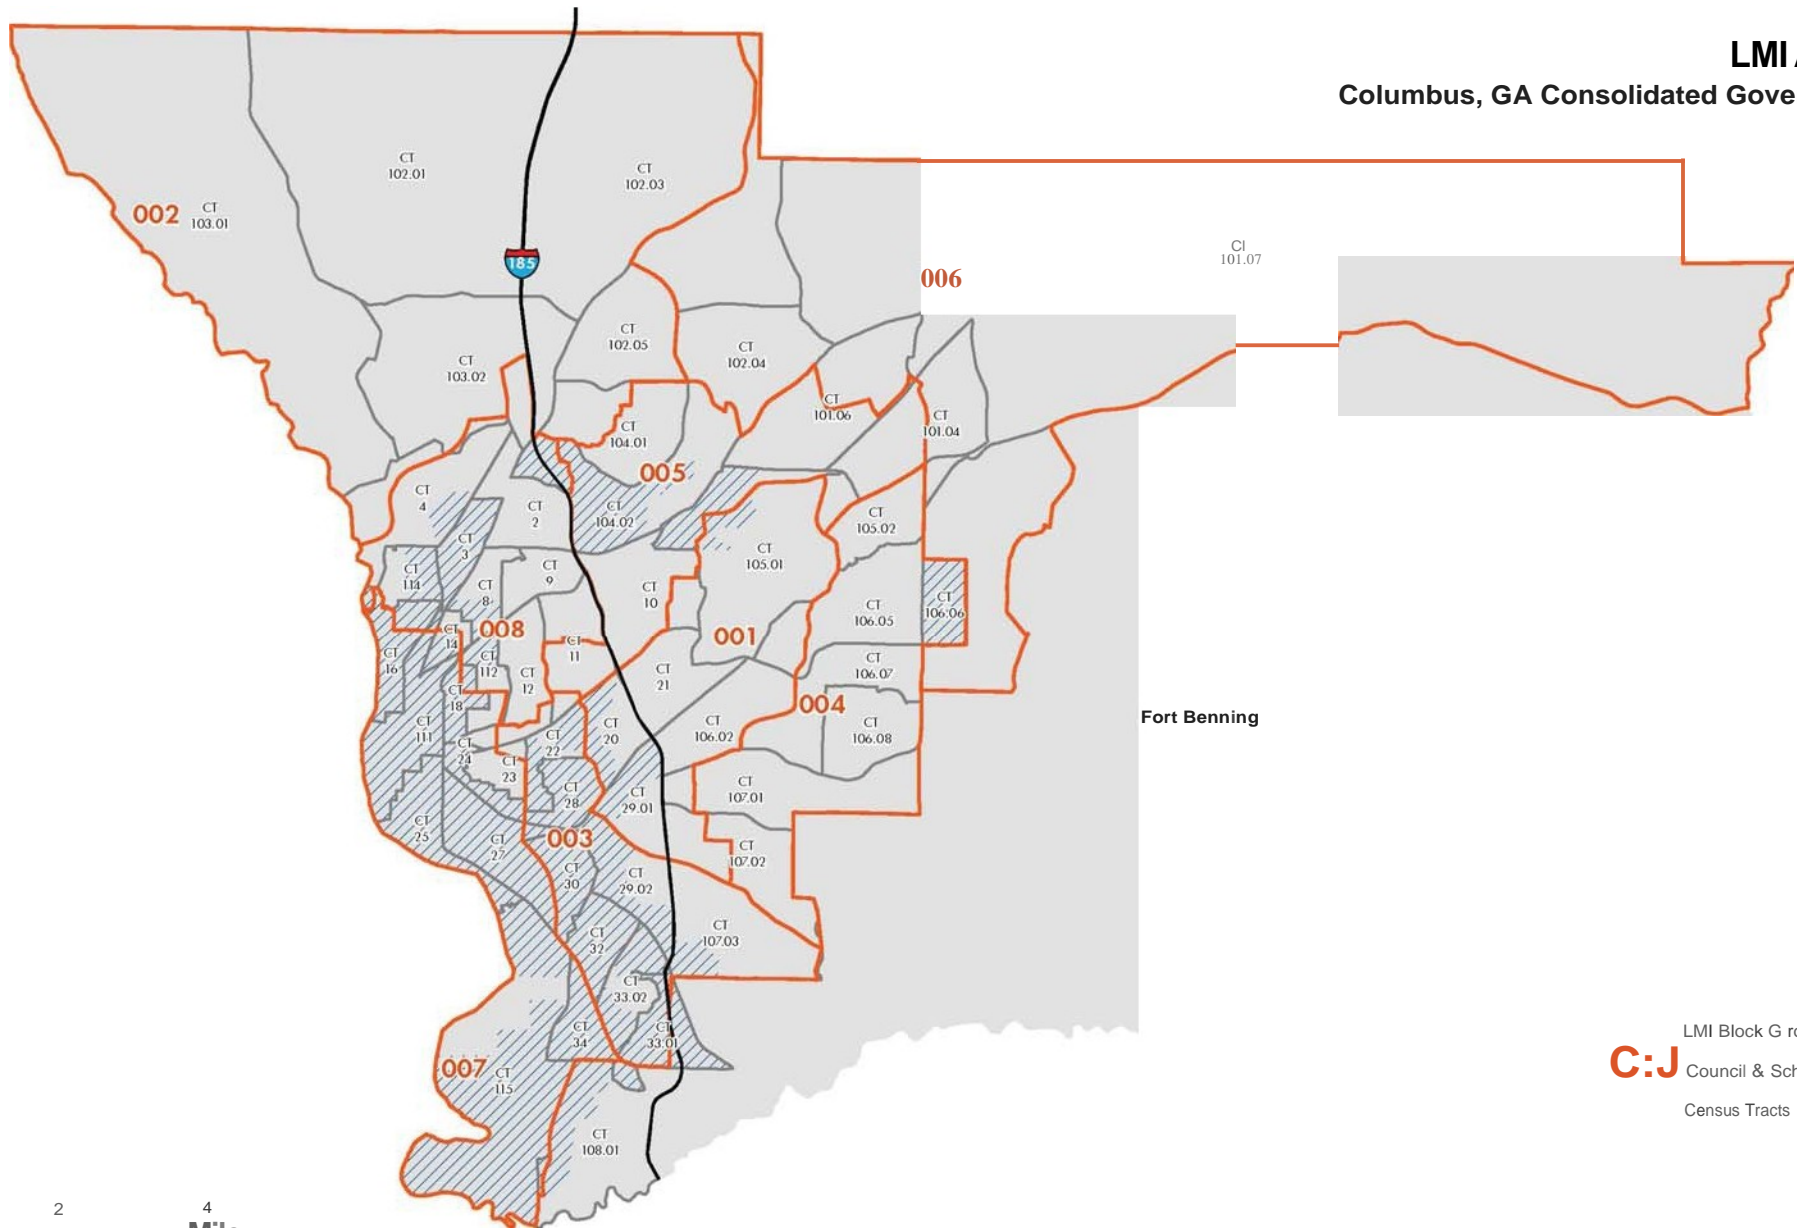 LMI
Columbus, GA Consolidated Gove
CT
102.01
CT
102.03
002
CT
103.01
185
CI
101.07
006
CT
102.05
CT
102.04
CT
103.02
CT
101.06
CT
101.04
CT
104.01
005
CT
4
CT
2
CT
104.02
CT
105.02
CT
3
CT
105.01
CT
114
CT
9
CT
8
CT
10
CT
106.05
CT
106.06
CT
14
008
001
CT
11
CT
16
CT
112
CT
12
CT
21
CT
106.07
CT
18
004
Fort Benning
CT
111
CT
24
CT
22
CT
20
CT
106.02
CT
106.08
CT
23
CT
28
CT
29.01
CT
107.01
CT
25
CT
27
003
CT
107.02
CT
30
CT
29.02
CT
32
CT
107.03
CT
33.02
CT
34
CT
33.01
LMI Block G ro
C:J Council & Sch
Census Tracts
007
CT
115
CT
108.01
2 4